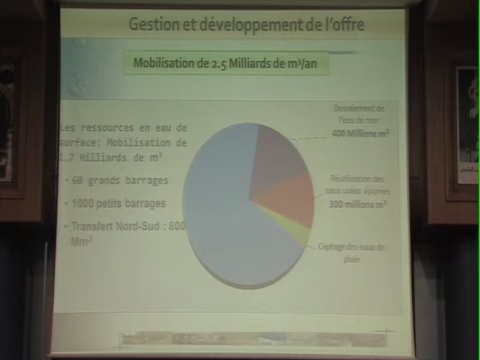 Gestion et développement de l'offre
Mobilisation de 2.5 Milliards de m³/an
Les ressources en eau de
surface: Mobilisation de
1.7 Milliards de m³
• 60 grands barrages
• 1000 petits barrages
• Transfert Nord-Sud : 800
Mm³
Dessalement de
l'eau de mer
400 Millions m³
Réutilisation des
eaux usées épurées
300 millions m³
Captage des eaux de
pluie